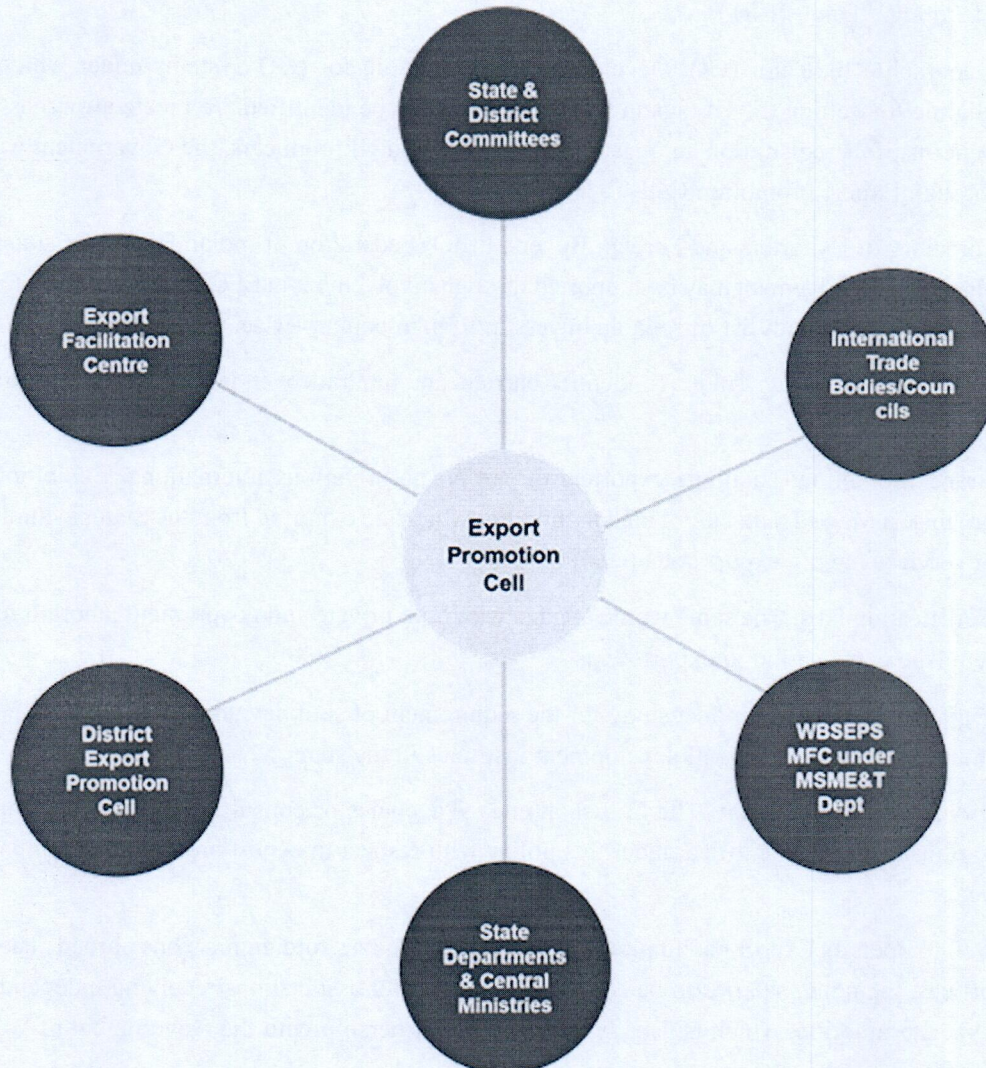 State &
District
Committees
Export
Facilitation
Centre
International
Trade
Bodies/Coun
cils
Export
Promotion
Cell
District
Export
Promotion
Cell
WBSEPS
MFC under
MSME&T
Dept
State
Departments
& Central
Ministries